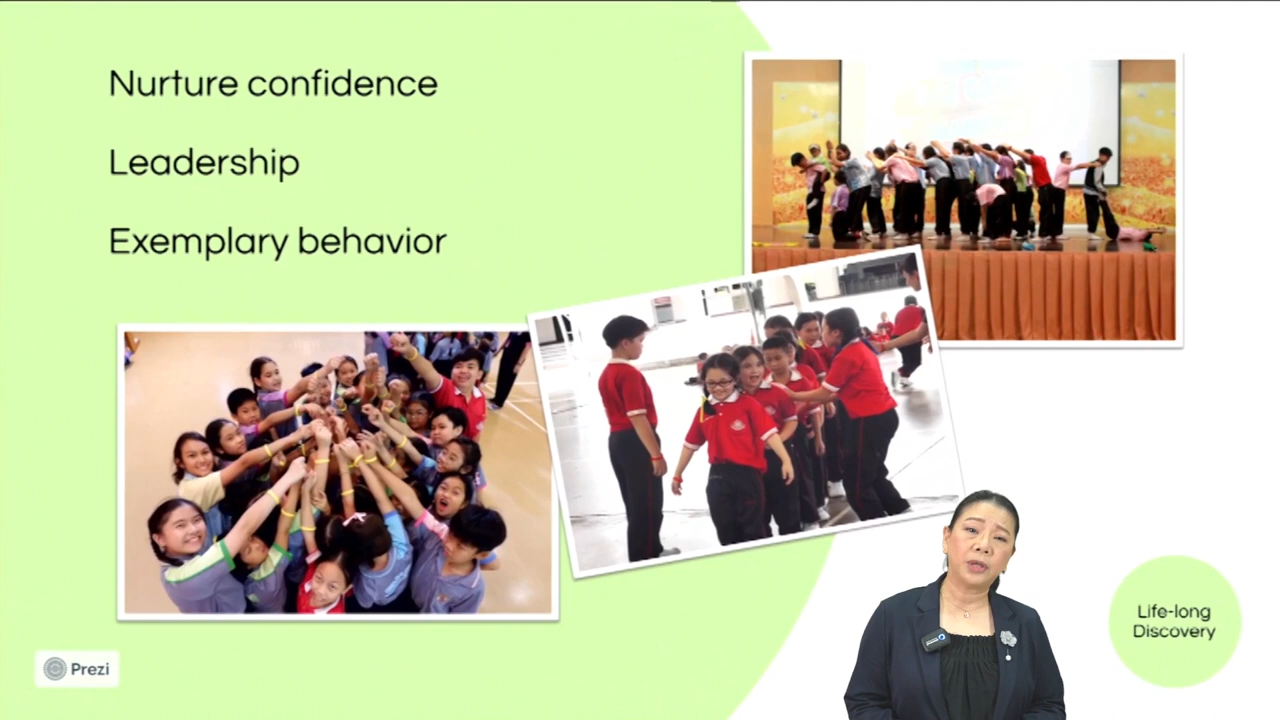 Nurture confidence
Leadership
Exemplary behavior
Life-long
Discovery
Prezi